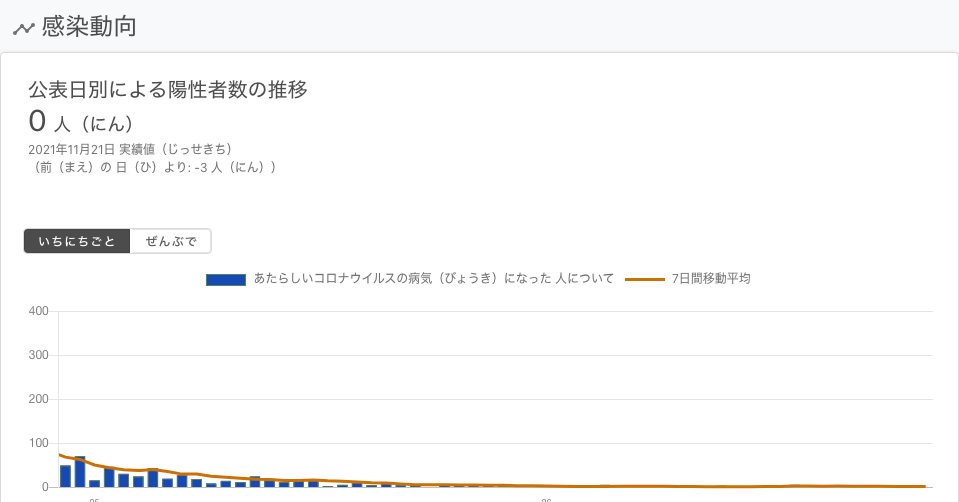 感染動向
公表日別による陽性者数の推移
0 人（にん）
2021年11月21日 実績値（じっせきち）
（前（まえ）の 日（ひ）より: -3 人（にん））
いちにちごと ぜんぶで
あたらしいコロナウイルスの病気（びょうき）になった 人について 7日間移動平均
400
300
200
100
0